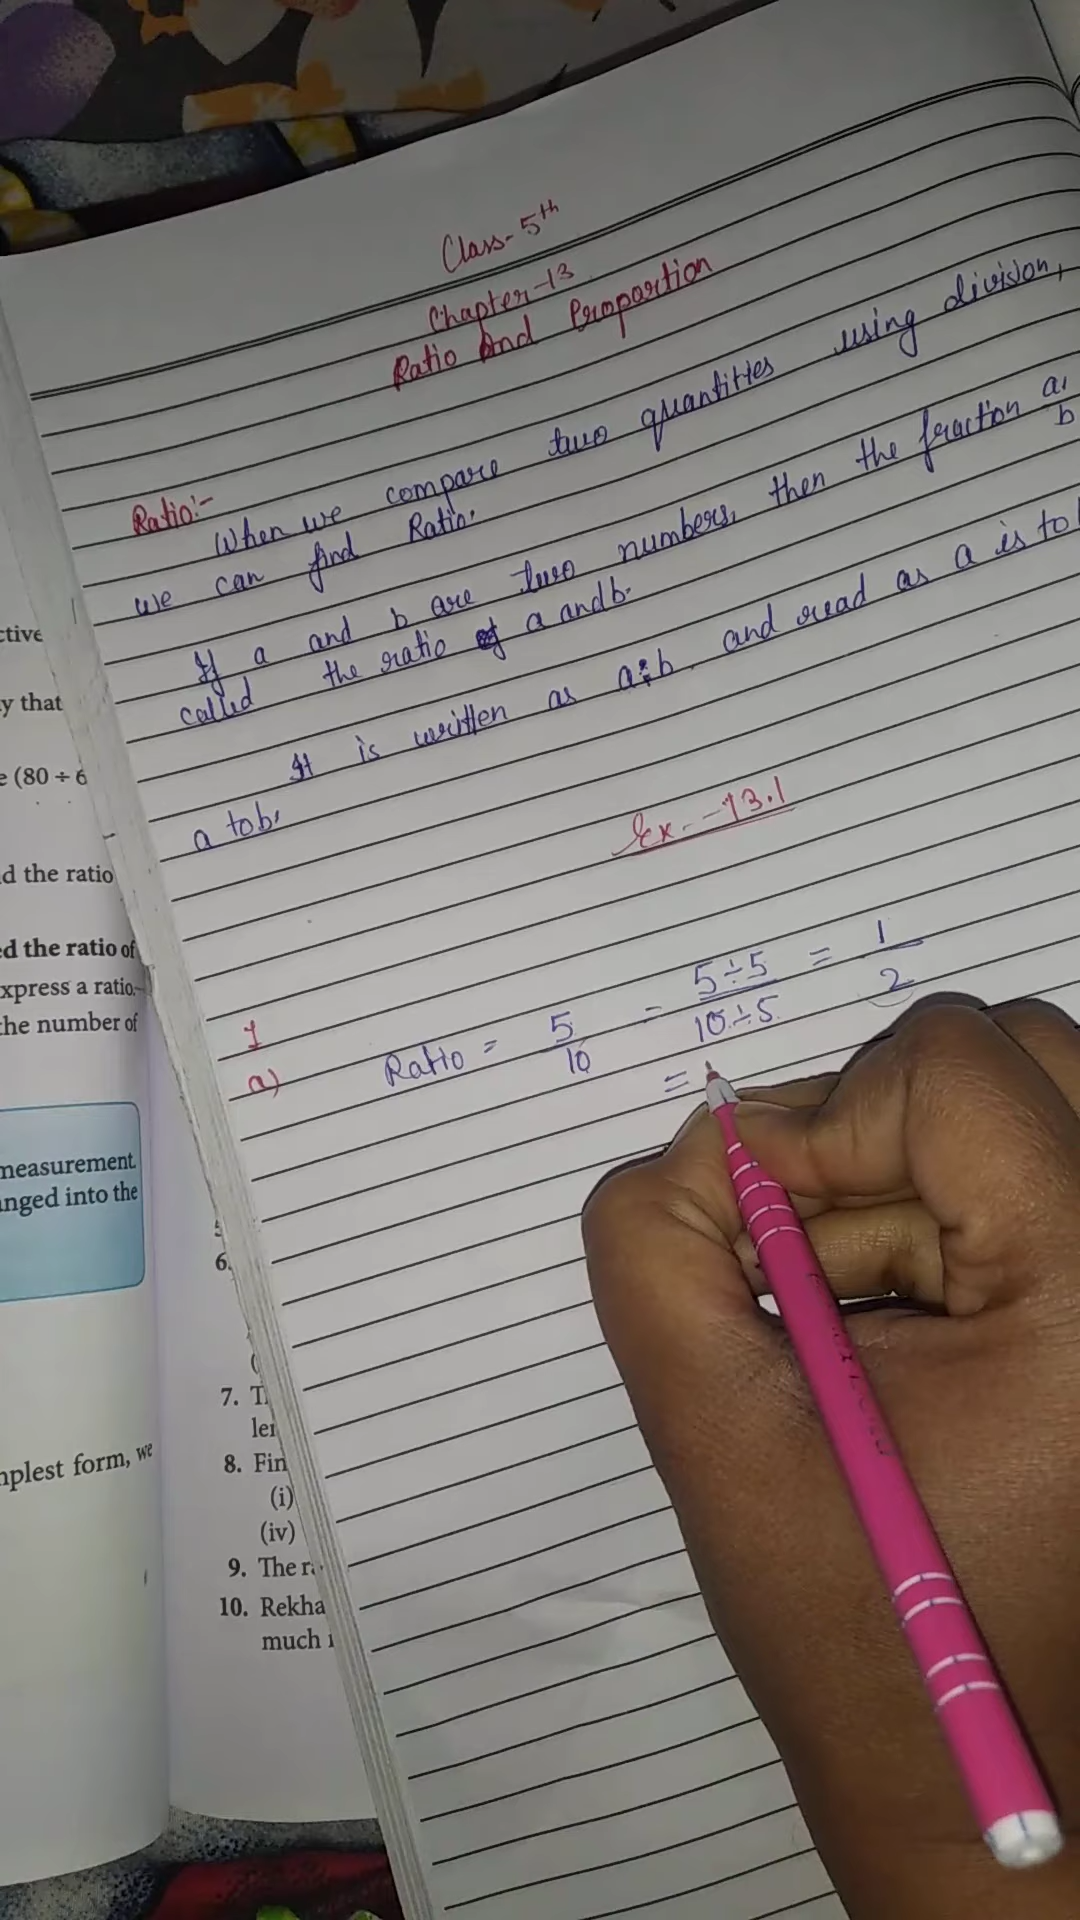 Class- 5th
Chapter-13
Ratio And Proportion
Ratio:-
When we compare two quantities using division,
we can find Ratio.
If a and b are two numbers, then the fraction a
b
called the ratio of a and b.
It is written as a:b and read as a is to
a to b.
Ex. - 13.1
1
a) Ratio = 5/10 = 5÷5/10÷5 = 1/2
=
ctive
y that
e (80 ÷ 6
d the ratio
d the ratio of
xpress a ratio.
the number of
measurement.
nged into the
mplest form, we
6.
7. T
ler
8. Fin
(i)
(iv)
9. The r
10. Rekha
much